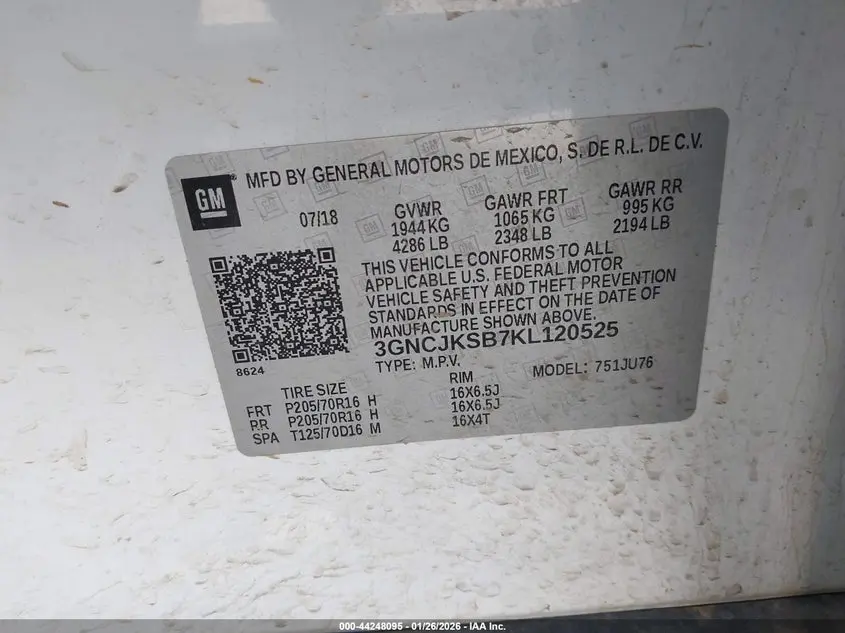 GM
MFD BY GENERAL MOTORS DE MEXICO, S. DE R.L. DE C.V.
07/18
GVWR GAWR FRT GAWR RR
1944 KG 1065 KG 995 KG
4286 LB 2348 LB 2194 LB
THIS VEHICLE CONFORMS TO ALL
APPLICABLE U.S. FEDERAL MOTOR
VEHICLE SAFETY AND THEFT PREVENTION
STANDARDS IN EFFECT ON THE DATE OF
MANUFACTURE SHOWN ABOVE.
3GNCJKSB7KL120525
8624
TYPE: M.P.V. MODEL: 751JU76
TIRE SIZE RIM
FRT P205/70R16 H 16X6.5J
RR P205/70R16 H 16X6.5J
SPA T125/70D16 M 16X4T
000-44248095 - 01/26/2026 - IAA Inc.